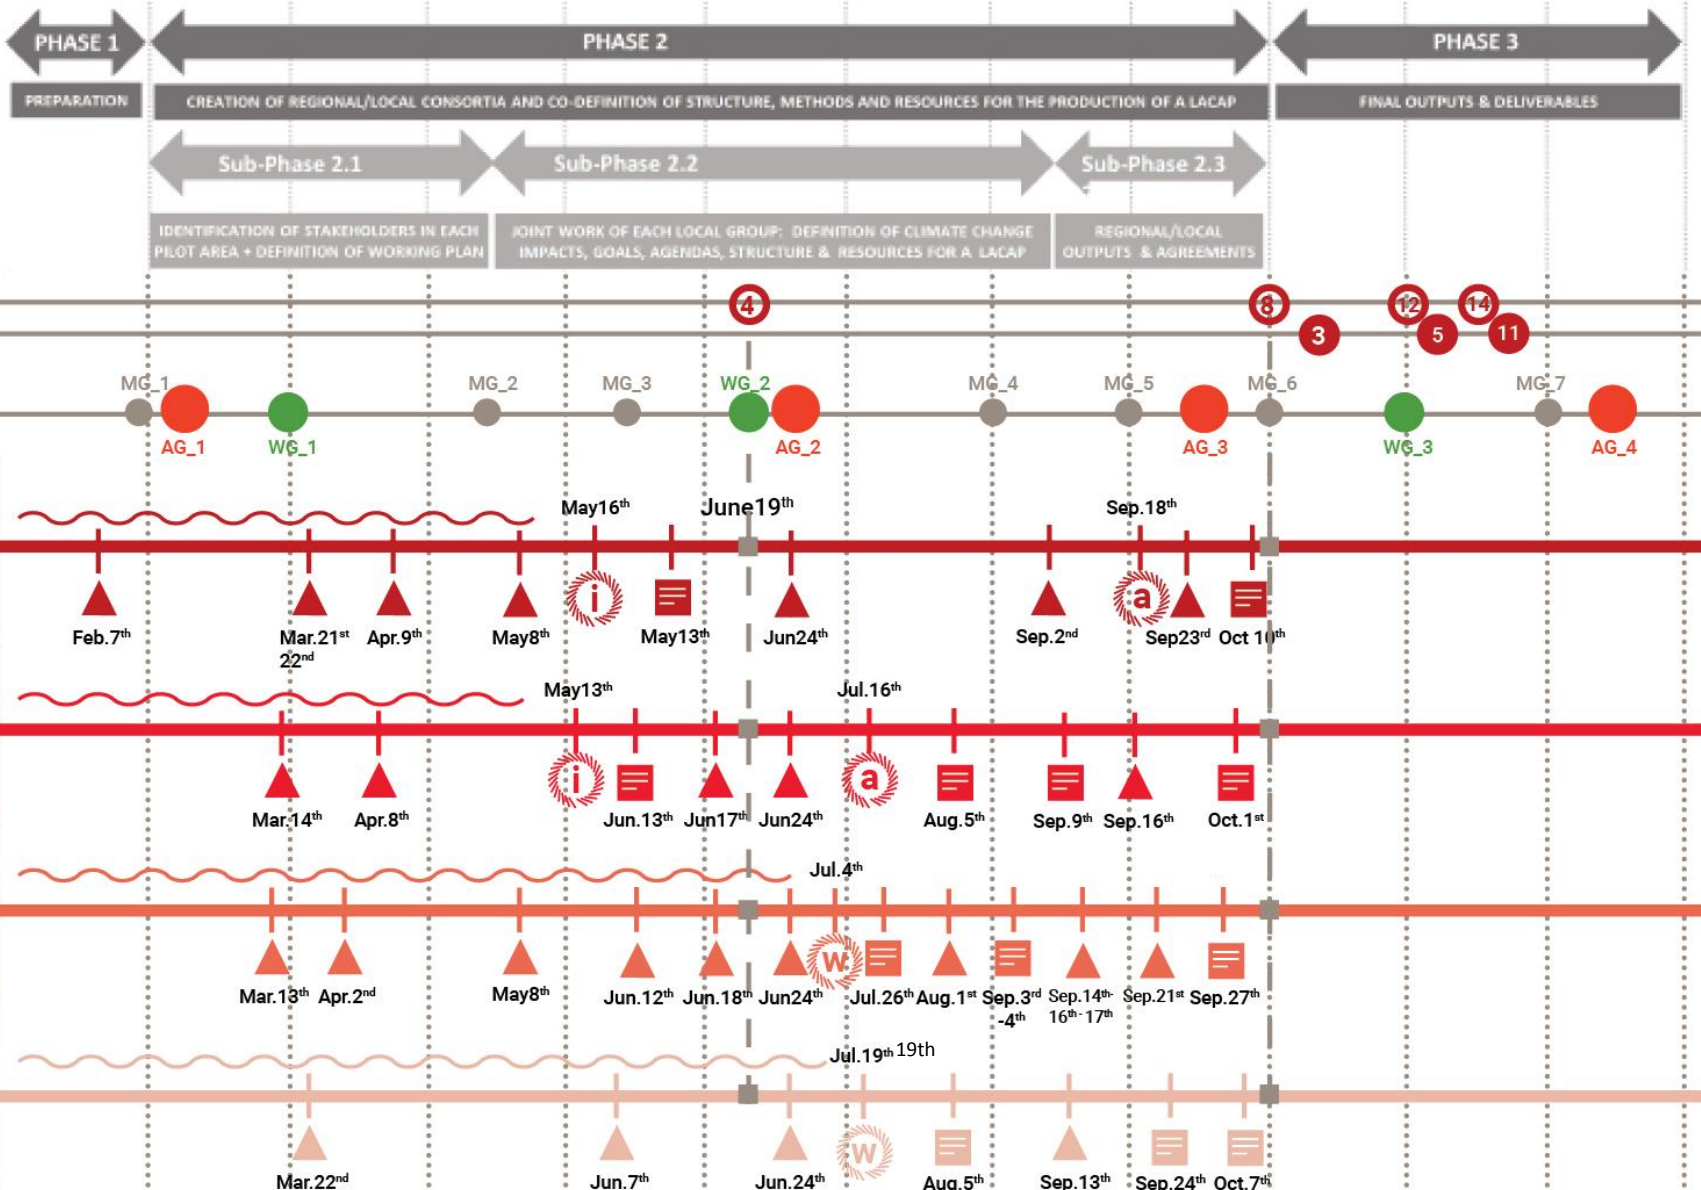 PHASE 1
PHASE 2
PHASE 3
PREPARATION
CREATION OF REGIONAL/LOCAL CONSORTIA AND CO-DEFINITION OF STRUCTURE, METHODS AND RESOURCES FOR THE PRODUCTION OF A LACAP
FINAL OUTPUTS & DELIVERABLES
Sub-Phase 2.1
Sub-Phase 2.2
Sub-Phase 2.3
IDENTIFICATION OF STAKEHOLDERS IN EACH
PILOT AREA + DEFINITION OF WORKING PLAN
JOINT WORK OF EACH LOCAL GROUP: DEFINITION OF CLIMATE CHANGE
IMPACTS, GOALS, AGENDAS, STRUCTURE & RESOURCES FOR A LACAP
REGIONAL/LOCAL
OUTPUTS & AGREEMENTS
4
8
12
14
3
5
11
MG_1
MG_2
MG_3
WG_2
MG_4
MG_5
MG_6
MG_7
AG_1
WG_1
AG_2
AG_3
WG_3
AG_4
May16th
June19th
Sep.18th
i
a
Feb.7th
Mar.21st
22nd
Apr.9th
May8th
May13th
Jun24th
Sep.2nd
Sep23rd
Oct 10th
May13th
Jul.16th
i
a
Mar.14th
Apr.8th
Jun.13th
Jun17th
Jun24th
Aug.5th
Sep.9th
Sep.16th
Oct.1st
Jul.4th
w
Mar.13th
Apr.2nd
May8th
Jun.12th
Jun.18th
Jun24th
Jul.26th
Aug.1st
Sep.3rd
-4th
Sep.14th-
16th-17th
Sep.21st
Sep.27th
Jul.19th 19th
w
Mar.22nd
Jun.7th
Jun.24th
Aug.5th
Sep.13th
Sep.24th
Oct.7th